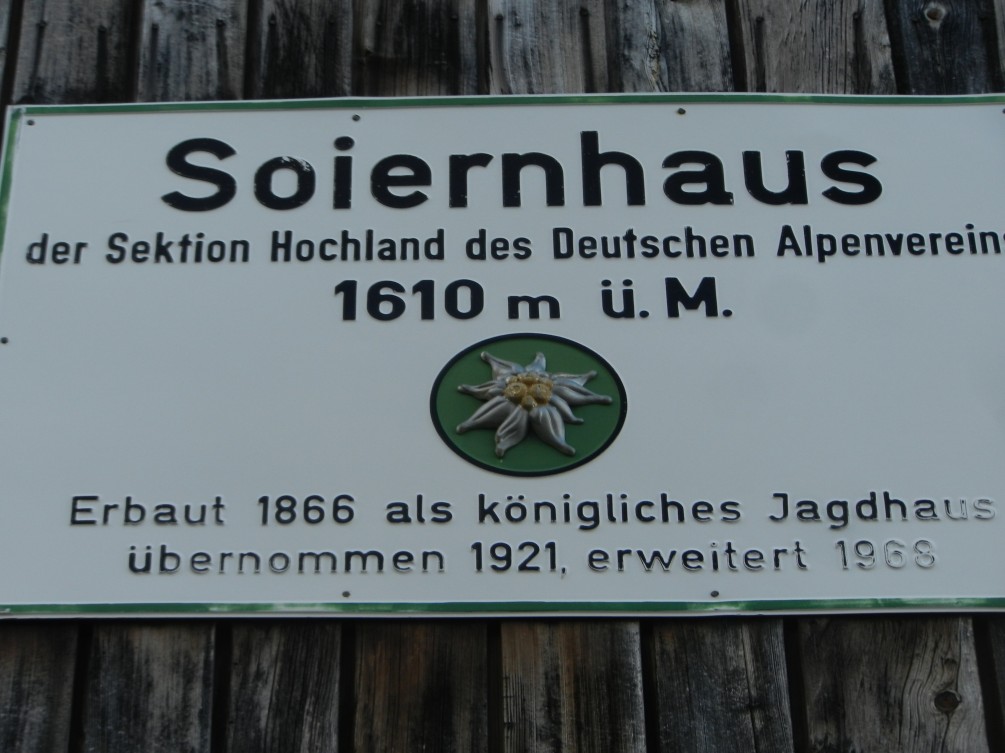 Soiernhaus
der Sektion Hochland des Deutschen Alpenvereins
1610 m ü. M.
Erbaut 1866 als königliches Jagdhaus
übernommen 1921, erweitert 1968